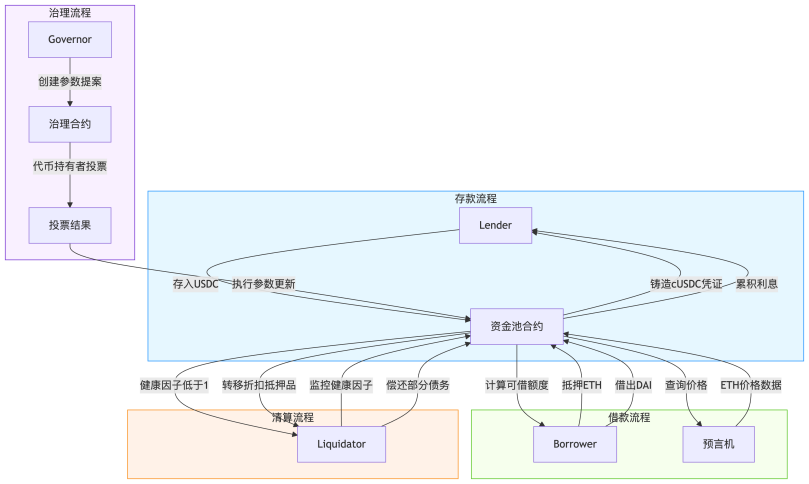 治理流程
Governor
创建参数提案
治理合约
代币持有者投票
投票结果
存款流程
Lender
存入USDC
执行参数更新
铸造cUSDC凭证
累积利息
资金池合约
健康因子低于1
转移折扣抵押品
监控健康因子
偿还部分债务
计算可借额度
抵押ETH
借出DAI
查询价格
ETH价格数据
清算流程
Liquidator
借款流程
Borrower
预言机